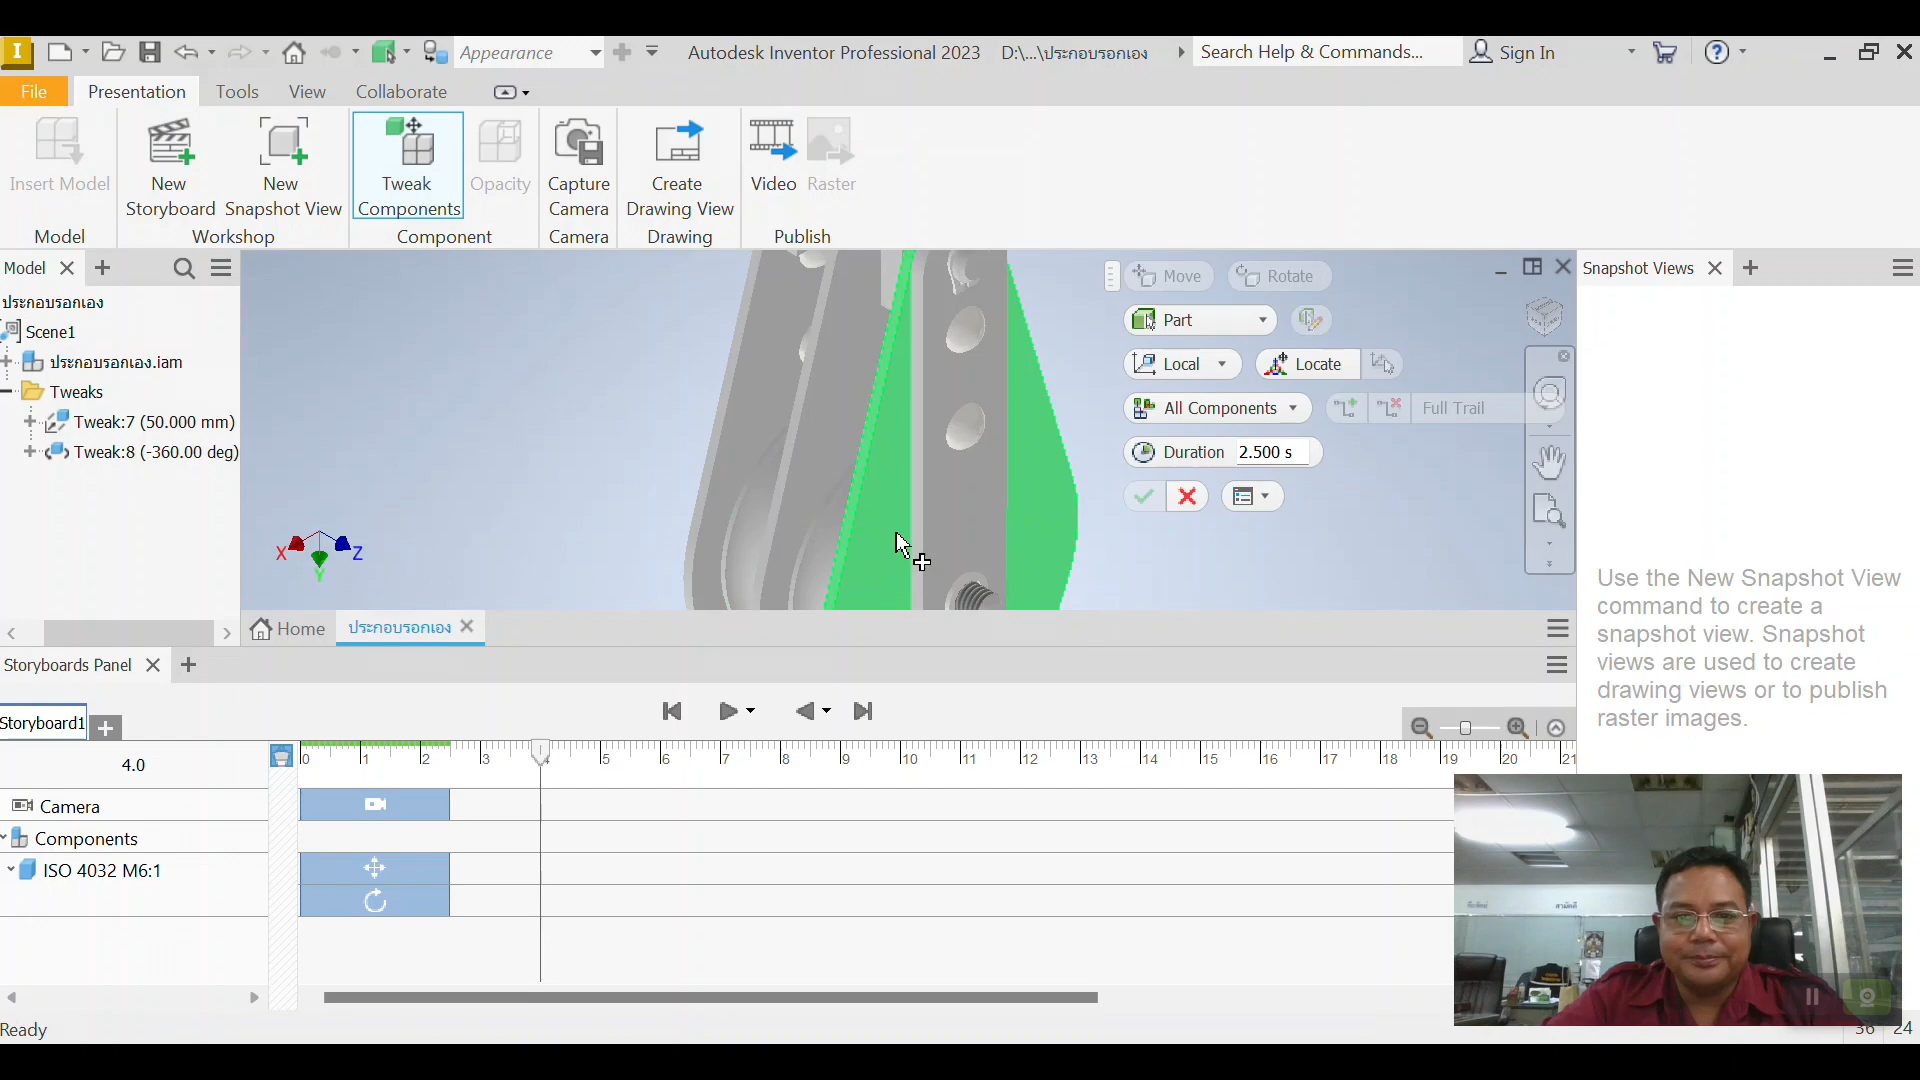 I
Appearance
Autodesk Inventor Professional 2023
D:\...\ประกอบรอกเอง
Search Help & Commands...
Sign In
File
Presentation
Tools
View
Collaborate
Insert Model
New Storyboard
New Snapshot View
Tweak Components
Opacity
Capture Camera
Create Drawing View
Video
Raster
Model
Workshop
Component
Camera
Drawing
Publish
Model
ประกอบรอกเอง
Scene1
ประกอบรอกเอง.iam
Tweaks
Tweak:7 (50.000 mm)
Tweak:8 (-360.00 deg)
X
Y
Z
Move
Rotate
Part
Local
Locate
All Components
Full Trail
Duration
2.500 s
Snapshot Views
Use the New Snapshot View
command to create a
snapshot view. Snapshot
views are used to create
drawing views or to publish
raster images.
Home
ประกอบรอกเอง
Storyboards Panel
Storyboard1
4.0
0 1 2 3 4 5 6 7 8 9 10 11 12 13 14 15 16 17 18 19 20 21
Camera
Components
ISO 4032 M6:1
Ready
36 24